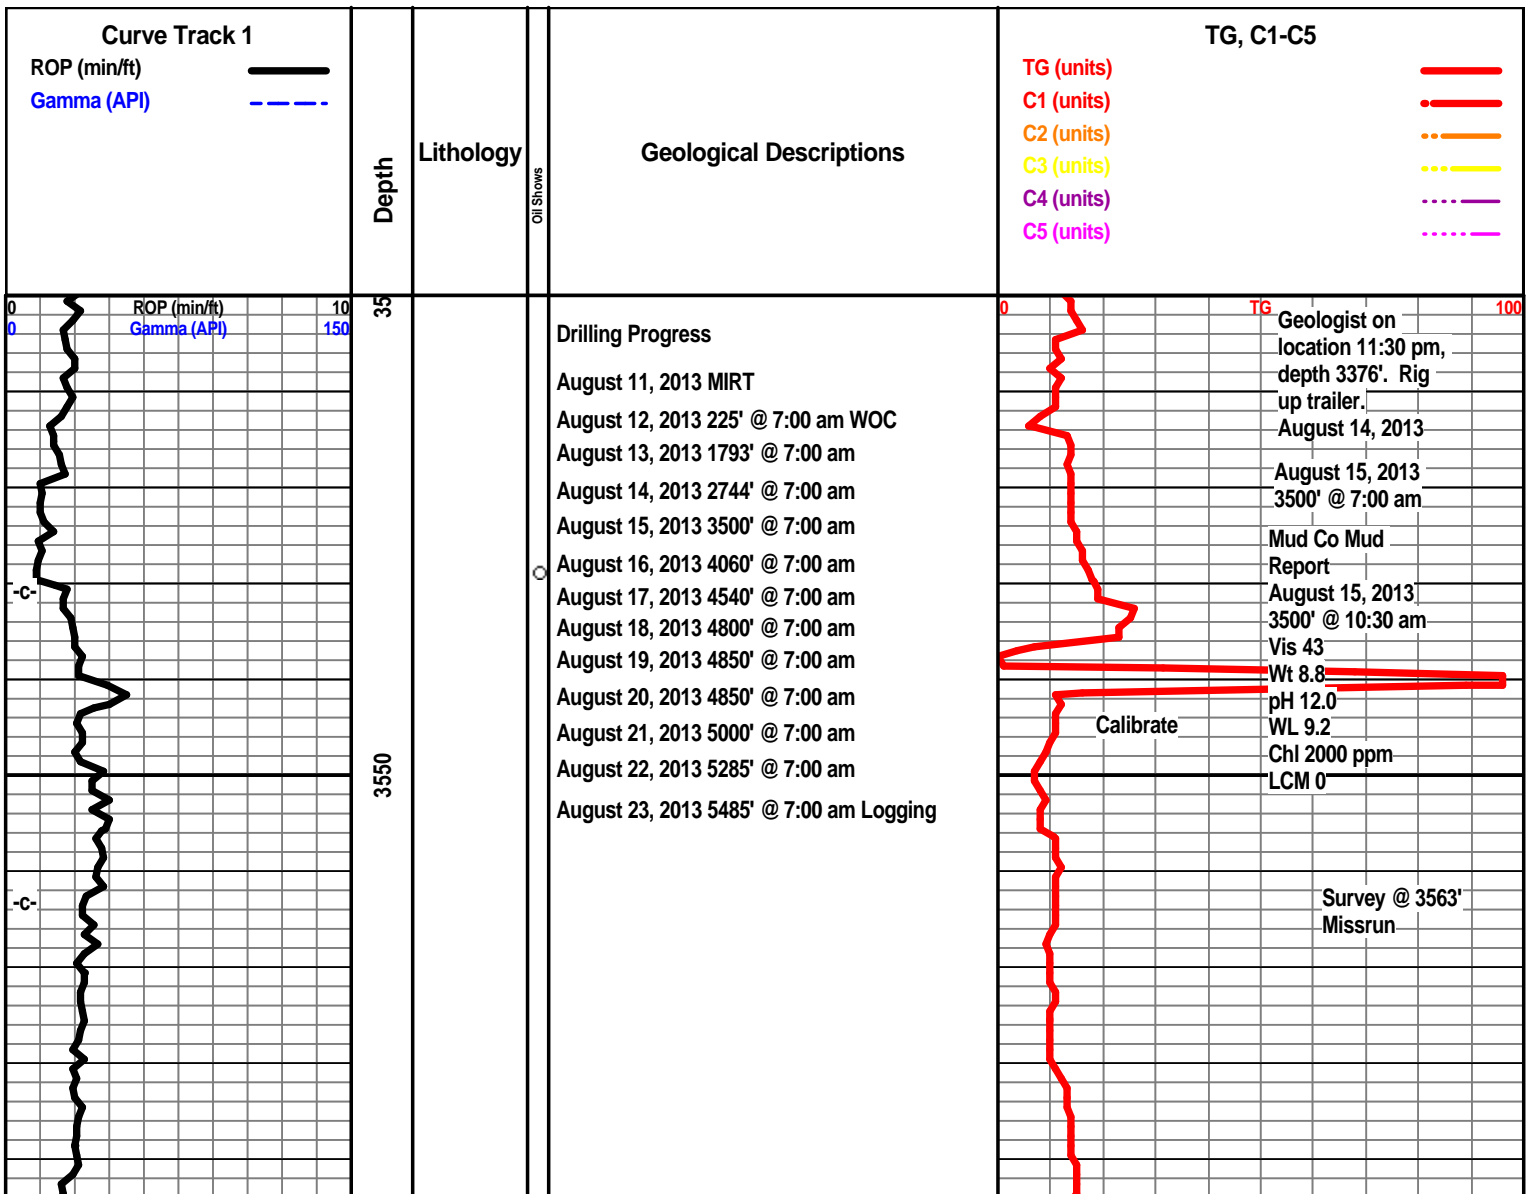 Curve Track 1
ROP (min/ft)
Gamma (API)
Depth
Lithology
Oil Shows
Geological Descriptions
TG, C1-C5
TG (units)
C1 (units)
C2 (units)
C3 (units)
C4 (units)
C5 (units)
0 ROP (min/ft) 10
0 Gamma (API) 150
35
0 TG 100
Drilling Progress
August 11, 2013 MIRT
August 12, 2013 225' @ 7:00 am WOC
August 13, 2013 1793' @ 7:00 am
August 14, 2013 2744' @ 7:00 am
August 15, 2013 3500' @ 7:00 am
August 16, 2013 4060' @ 7:00 am
August 17, 2013 4540' @ 7:00 am
August 18, 2013 4800' @ 7:00 am
August 19, 2013 4850' @ 7:00 am
August 20, 2013 4850' @ 7:00 am
August 21, 2013 5000' @ 7:00 am
August 22, 2013 5285' @ 7:00 am
August 23, 2013 5485' @ 7:00 am Logging
Geologist on
location 11:30 pm,
depth 3376'. Rig
up trailer.
August 14, 2013
August 15, 2013
3500' @ 7:00 am
Mud Co Mud
Report
August 15, 2013
3500' @ 10:30 am
Vis 43
Wt 8.8
pH 12.0
WL 9.2
Chl 2000 ppm
LCM 0
Calibrate
-c-
3550
-c-
Survey @ 3563'
Missrun